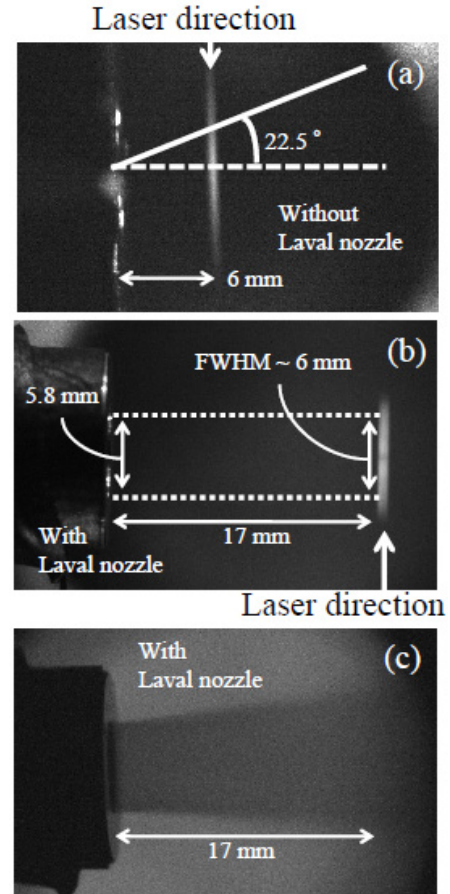 Laser direction
(a)
22.5°
Without
Laval nozzle
6 mm
(b)
FWHM ~ 6 mm
5.8 mm
With
Laval nozzle
17 mm
Laser direction
With
Laval nozzle
(c)
17 mm